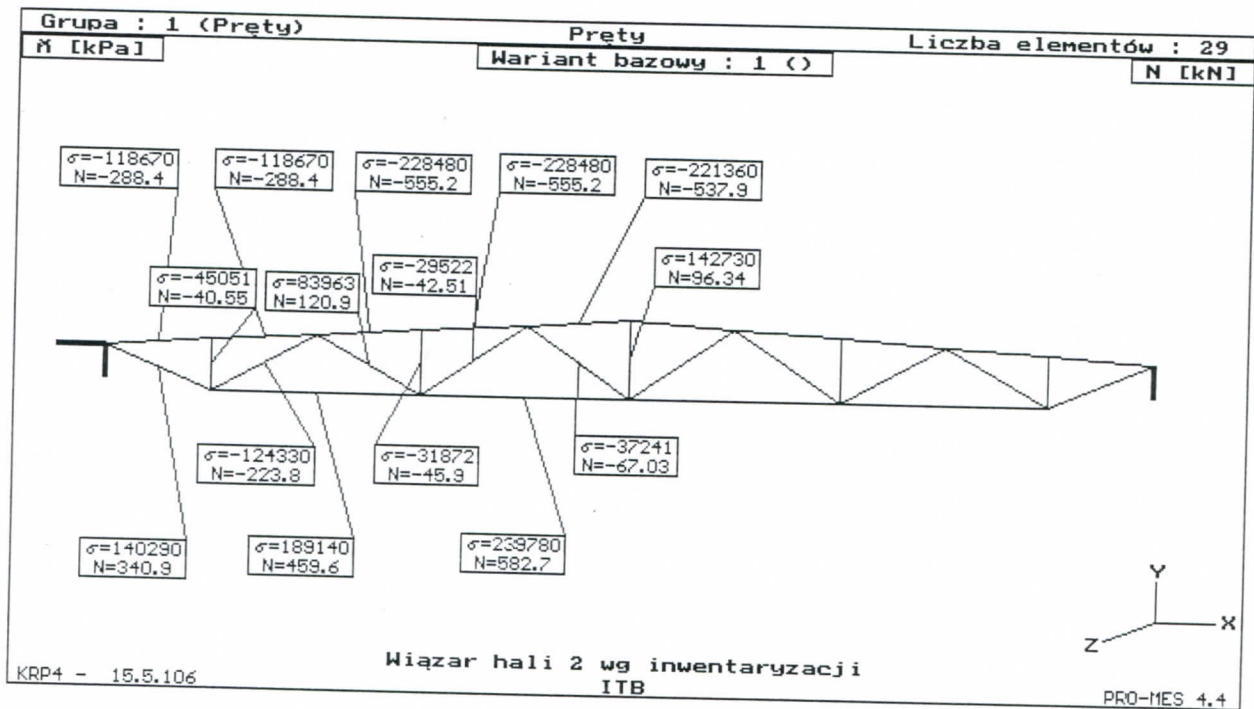 Grupa : 1 (Pręty)
Pręty
Liczba elementów : 29
[kPa]
Wariant bazowy : 1 ()
N [kN]
σ=-118670
N=-288.4
σ=-118670
N=-288.4
σ=-228480
N=-555.2
σ=-228480
N=-555.2
σ=-221360
N=-537.9
σ=-45051
N=-40.55
σ=83963
N=120.9
σ=-29522
N=-42.51
σ=142730
N=96.34
σ=-124330
N=-223.8
σ=-31872
N=-45.9
σ=-37241
N=-67.03
σ=140290
N=340.9
σ=189140
N=459.6
σ=239780
N=582.7
Y
X
Z
Wiązar hali 2 wg inwentaryzacji
ITB
KRP4 - 15.5.106
PRO-MES 4.4